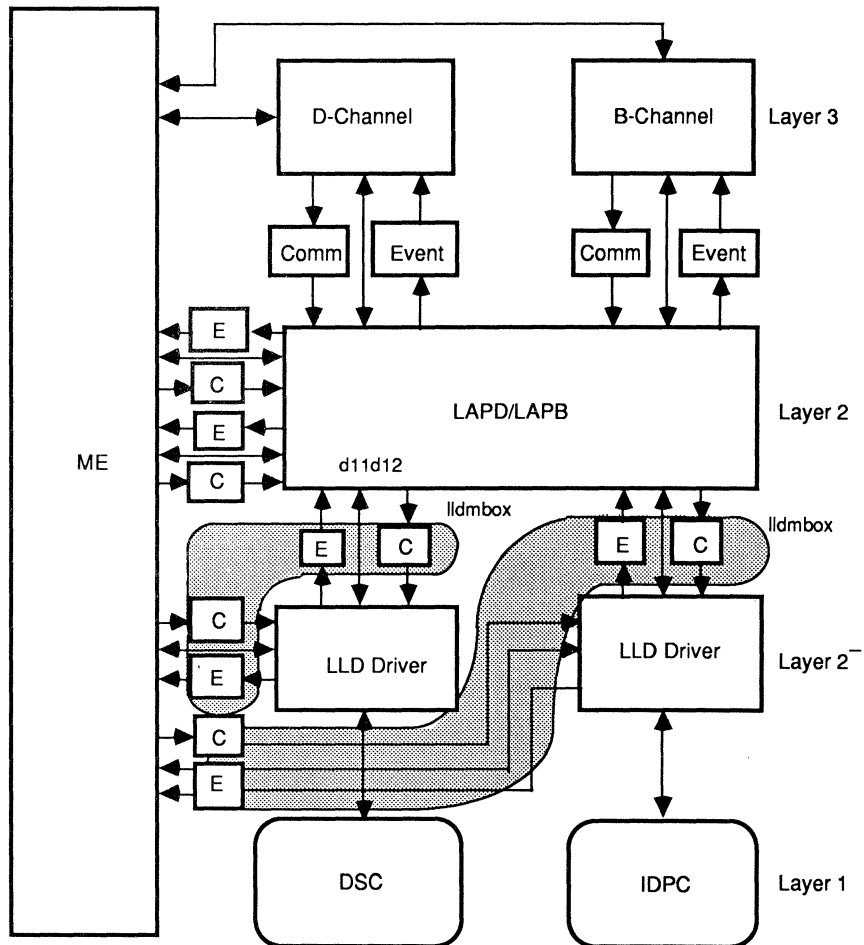 D-Channel
B-Channel
Layer 3
Comm
Event
Comm
Event
E
C
LAPD/LAPB
Layer 2
E
ME
d11d12
C
lldmbox
lldmbox
E
C
E
C
C
LLD Driver
LLD Driver
Layer 2–
E
C
E
DSC
IDPC
Layer 1